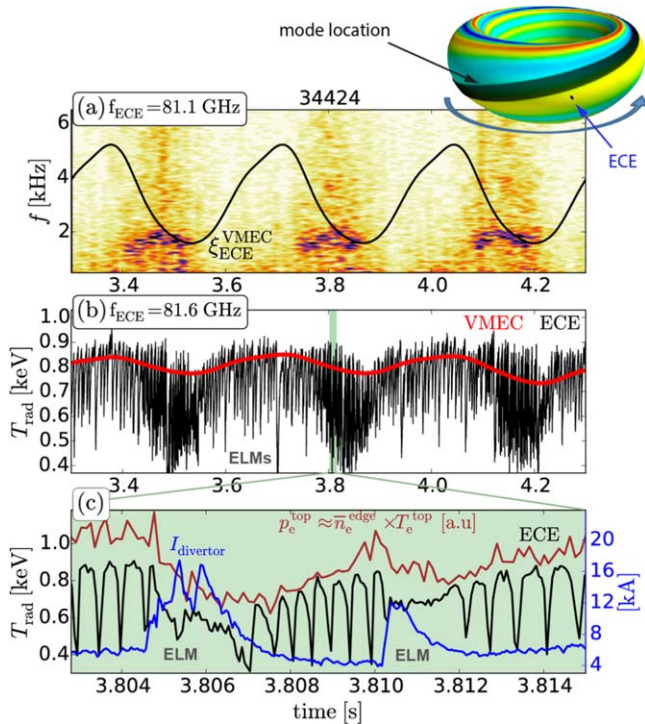 mode location
ECE
34424
(a) f_ECE = 81.1 GHz
6
4
2
f [kHz]
ξ_ECE^VMEC
3.4 3.6 3.8 4.0 4.2
(b) f_ECE = 81.6 GHz
VMEC ECE
1.0
0.9
0.8
0.7
0.6
0.5
0.4
T_rad [keV]
ELMs
3.4 3.6 3.8 4.0 4.2
(c)
p_e^top ≈ n̄_e^edge × T_e^top [a.u]
I_divertor
ECE
1.0
0.8
0.6
0.4
T_rad [keV]
20
16
12
8
4
[kA]
ELM
ELM
3.804 3.806 3.808 3.810 3.812 3.814
time [s]